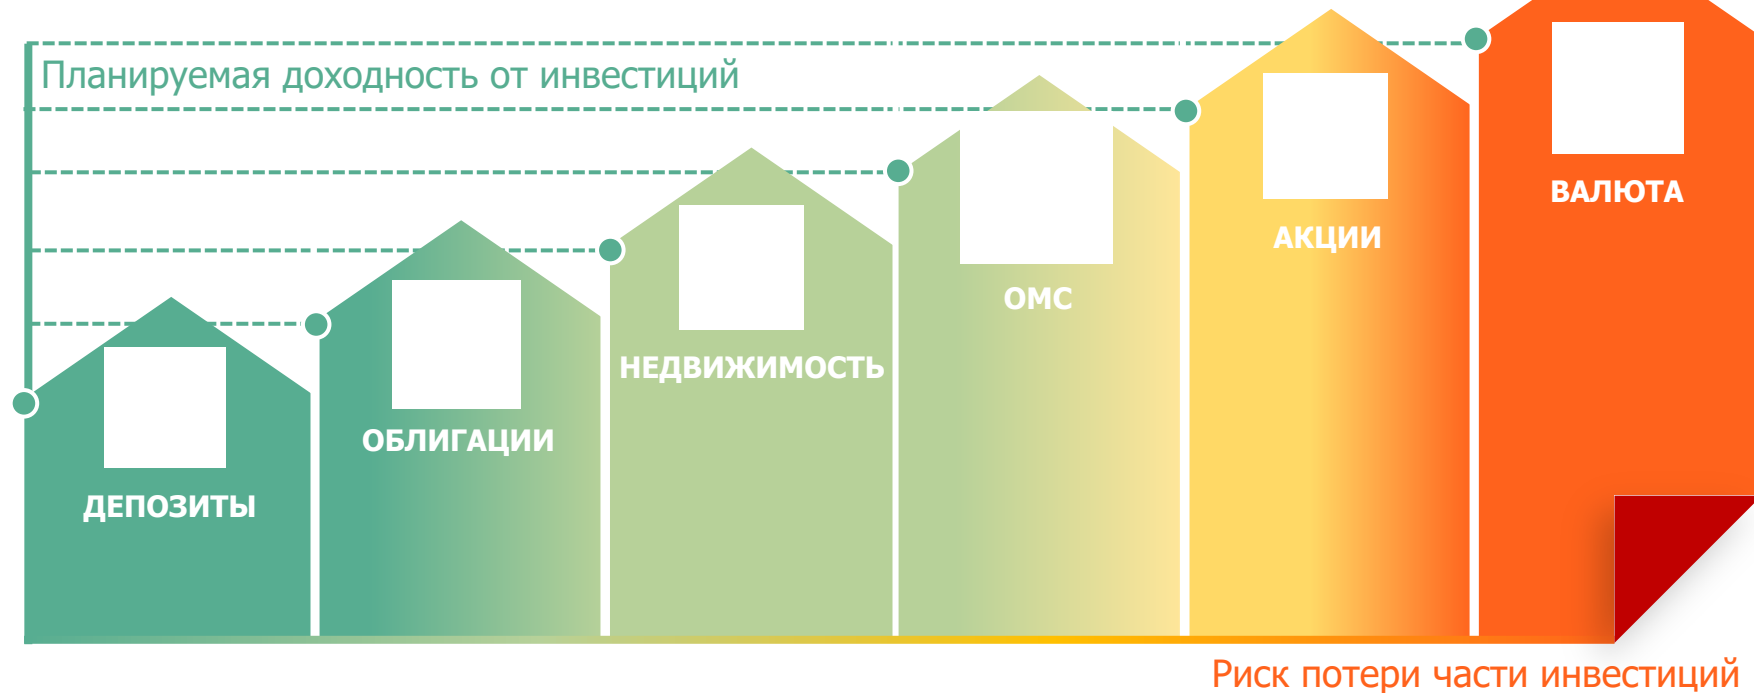 Планируемая доходность от инвестиций
ДЕПОЗИТЫ
ОБЛИГАЦИИ
НЕДВИЖИМОСТЬ
ОМС
АКЦИИ
ВАЛЮТА
Риск потери части инвестиций